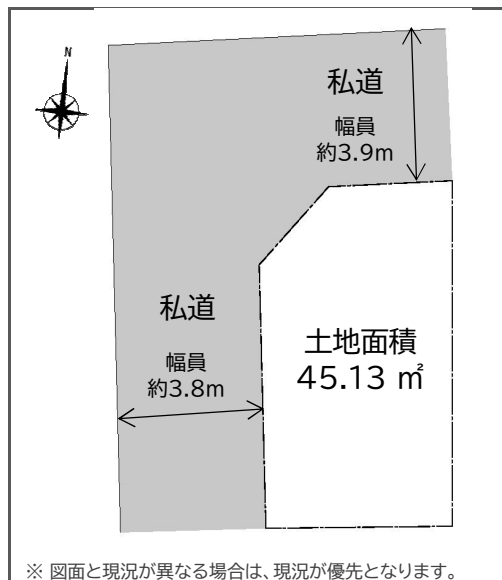 N
私道
幅員
約3.9m
私道
幅員
約3.8m
土地面積
45.13 ㎡
※ 図面と現況が異なる場合は、現況が優先となります。